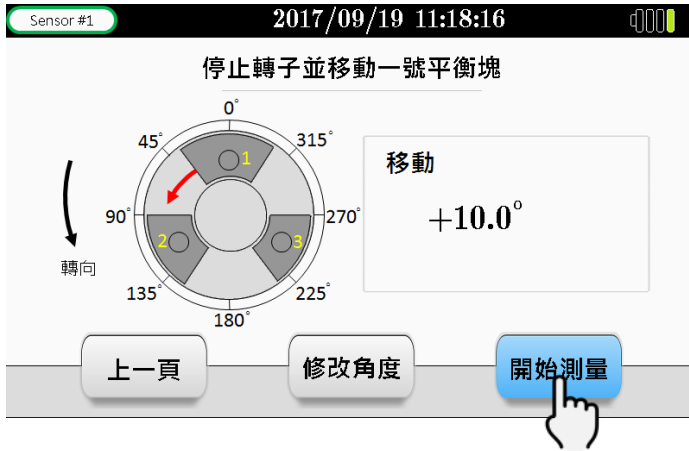 Sensor #1
2017/09/19 11:18:16
停止轉子並移動一號平衡塊
0°
45°
315°
1
移動
+10.0°
90°
270°
2
3
轉向
135°
225°
180°
上一頁
修改角度
開始測量